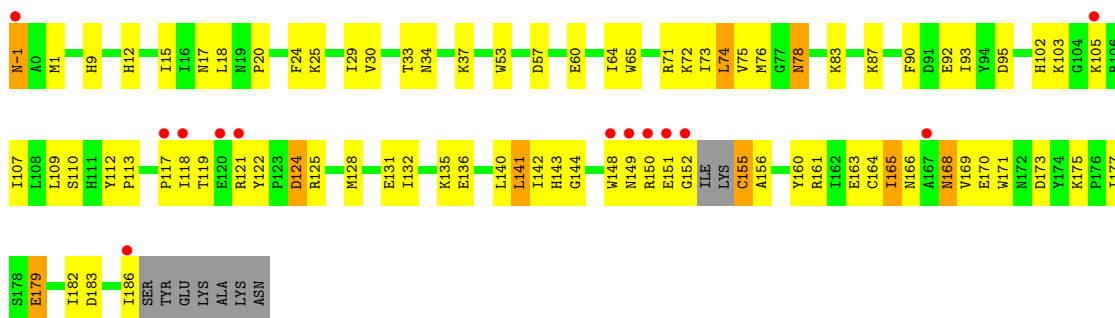 N-1 A0 M1 H9 H12 I15 I16 N17 L18 N19 P20 F24 K25 I29 V30 T33 N34 K37 W53 D57 E60 I64 W65 R71 K72 I73 L74 V75 M76 G77 N78 K83 K87 F90 D91 E92 I93 Y94 D95 H102 K103 G104 K105 P106
I107 L108 L109 S110 H111 Y112 P113 P117 I118 T119 E120 R121 Y122 P123 D124 R125 M128 E131 I132 K135 E136 L140 L141 I142 H143 G144 W148 N149 R150 E151 G152 ILE LYS C155 A156 Y160 R161 I162 E163 C164 I165 N166 A167 N168 V169 E170 W171 N172 D173 Y174 K175 P176 I177
S178 E179 I182 D183 I186 SER TYR GLU LYS LYS ALA LYS ASN